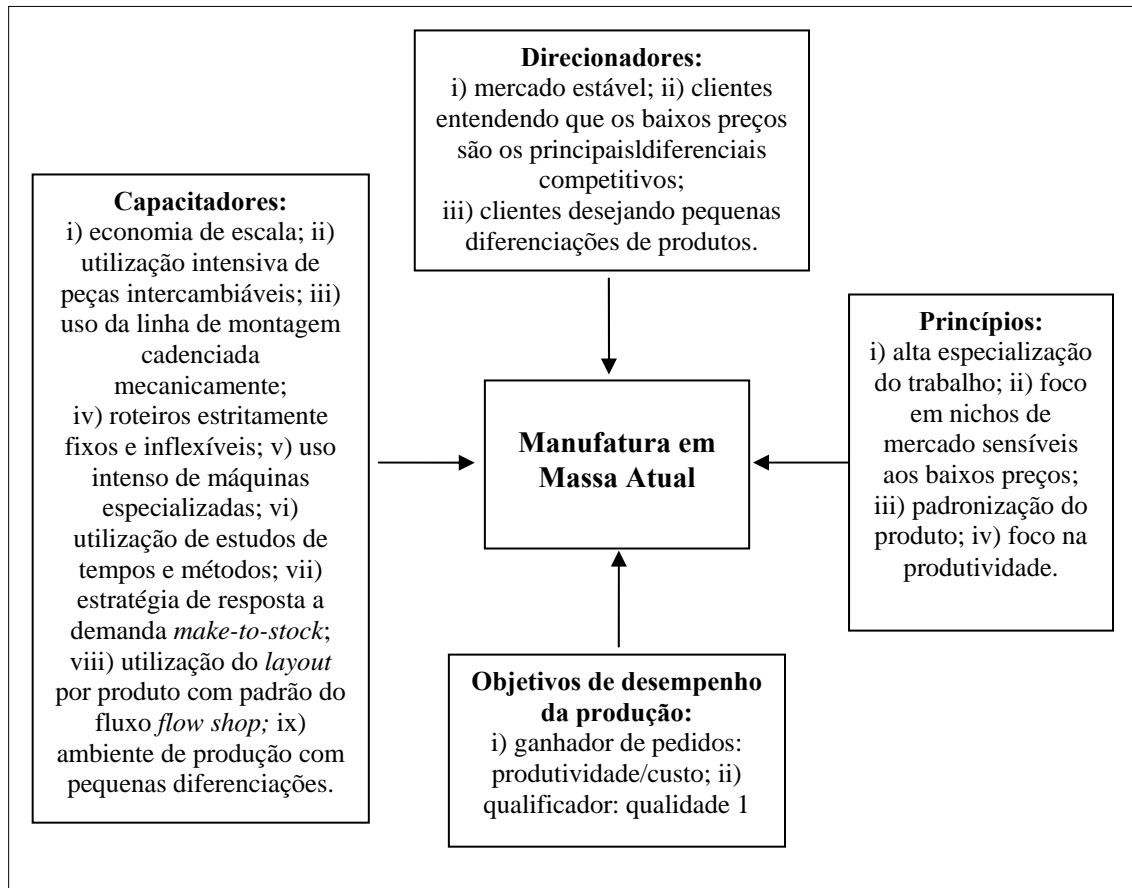 Direcionadores:
i) mercado estável; ii) clientes
entendendo que os baixos preços
são os principaisldiferenciais
competitivos;
iii) clientes desejando pequenas
diferenciações de produtos.
Capacitadores:
i) economia de escala; ii)
utilização intensiva de
peças intercambiáveis; iii)
uso da linha de montagem
cadenciada
mecanicamente;
iv) roteiros estritamente
fixos e inflexíveis; v) uso
intenso de máquinas
especializadas; vi)
utilização de estudos de
tempos e métodos; vii)
estratégia de resposta a
demanda make-to-stock;
viii) utilização do layout
por produto com padrão do
fluxo flow shop; ix)
ambiente de produção com
pequenas diferenciações.
Manufatura em
Massa Atual
Princípios:
i) alta especialização
do trabalho; ii) foco
em nichos de
mercado sensíveis
aos baixos preços;
iii) padronização do
produto; iv) foco na
produtividade.
Objetivos de desempenho
da produção:
i) ganhador de pedidos:
produtividade/custo; ii)
qualificador: qualidade 1